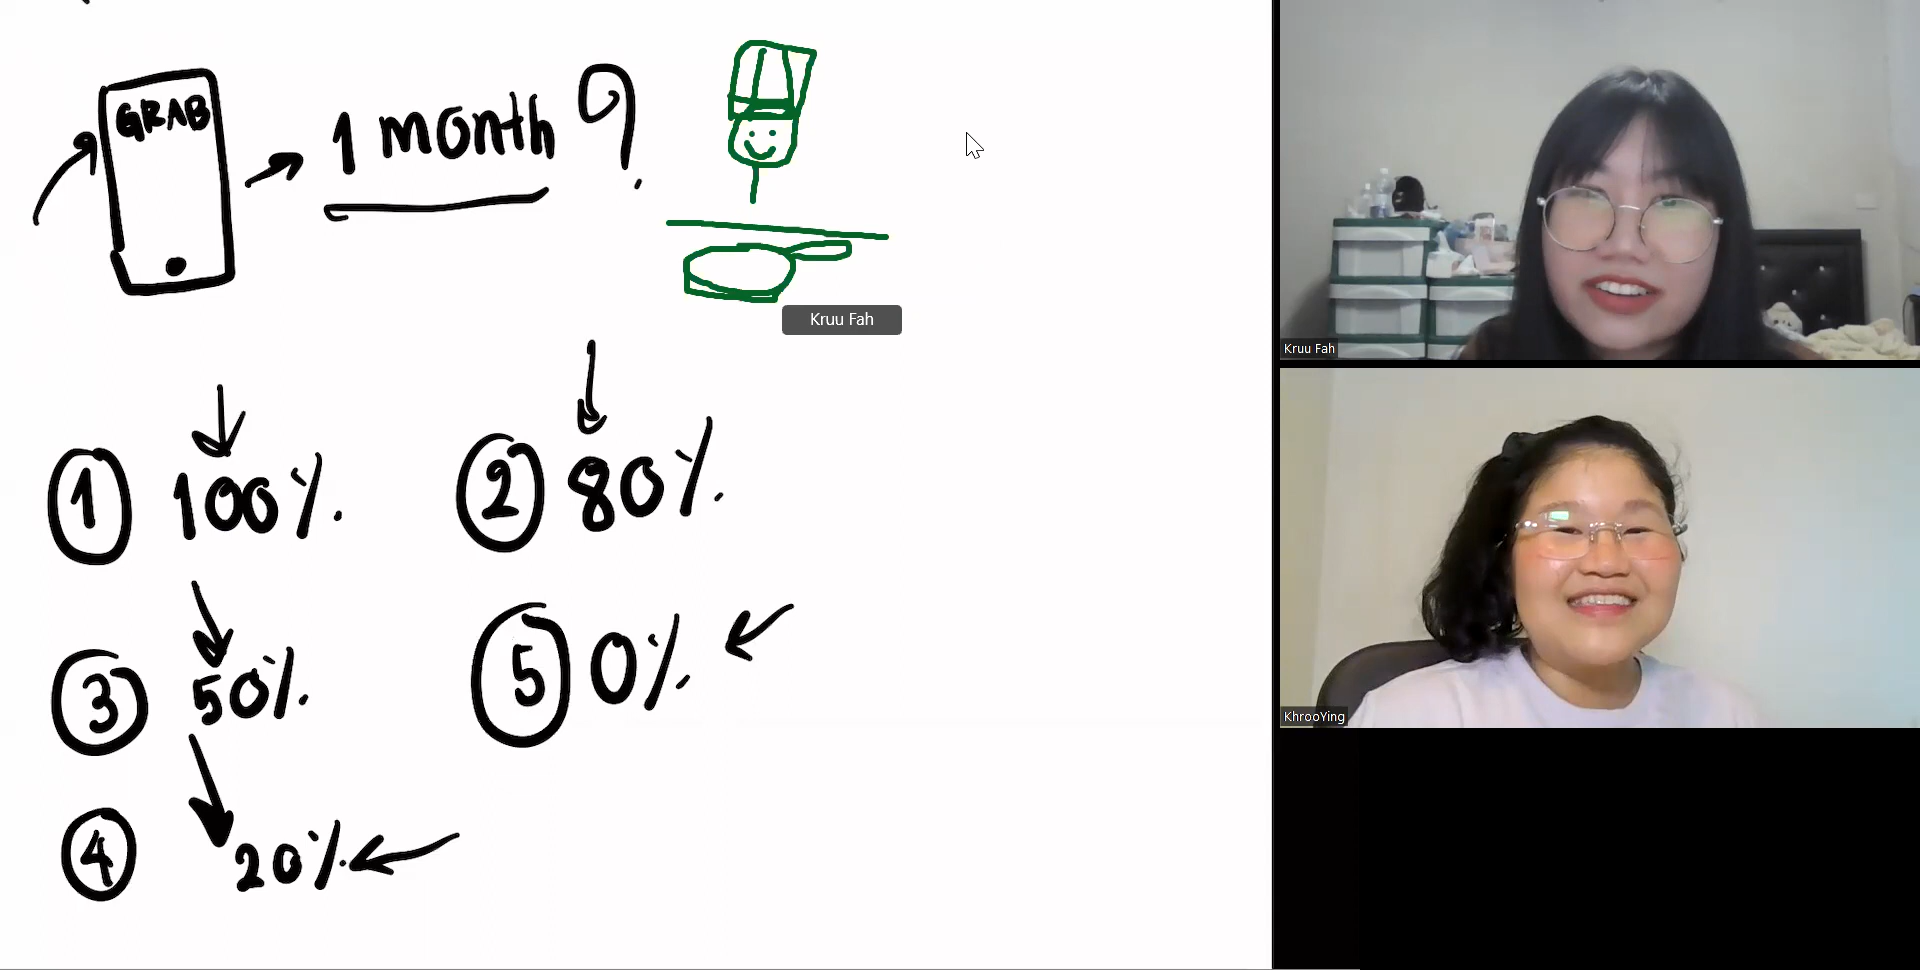 GRAB
1 month ?
Kruu Fah
① 100%.
② 80%.
③ 50%.
⑤ 0%.
④ 20%.
Kruu Fah
KhrooYing